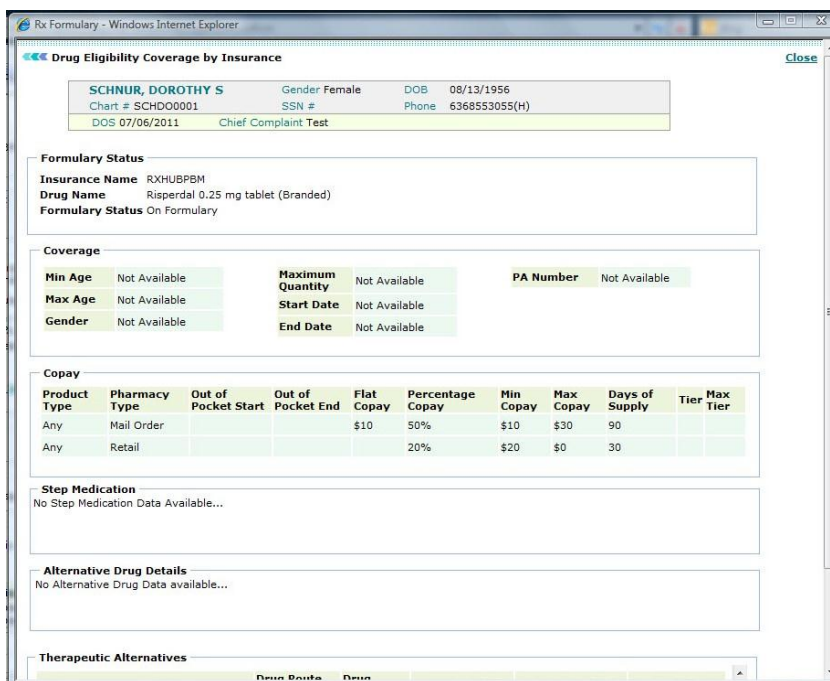 Rx Formulary - Windows Internet Explorer
Drug Eligibility Coverage by Insurance
Close
SCHNUR, DOROTHY S Gender Female DOB 08/13/1956
Chart # SCHDO0001 SSN # Phone 6368553055(H)
DOS 07/06/2011 Chief Complaint Test
Formulary Status
Insurance Name RXHUBPBM
Drug Name Risperdal 0.25 mg tablet (Branded)
Formulary Status On Formulary
Coverage
Min Age Not Available Maximum Quantity Not Available PA Number Not Available
Max Age Not Available Start Date Not Available
Gender Not Available End Date Not Available
Copay
Product Type Pharmacy Type Out of Pocket Start Out of Pocket End Flat Copay Percentage Copay Min Copay Max Copay Days of Supply Tier Max Tier
Any Mail Order $10 50% $10 $30 90
Any Retail 20% $20 $0 30
Step Medication
No Step Medication Data Available...
Alternative Drug Details
No Alternative Drug Data available...
Therapeutic Alternatives
Drug Route Drug